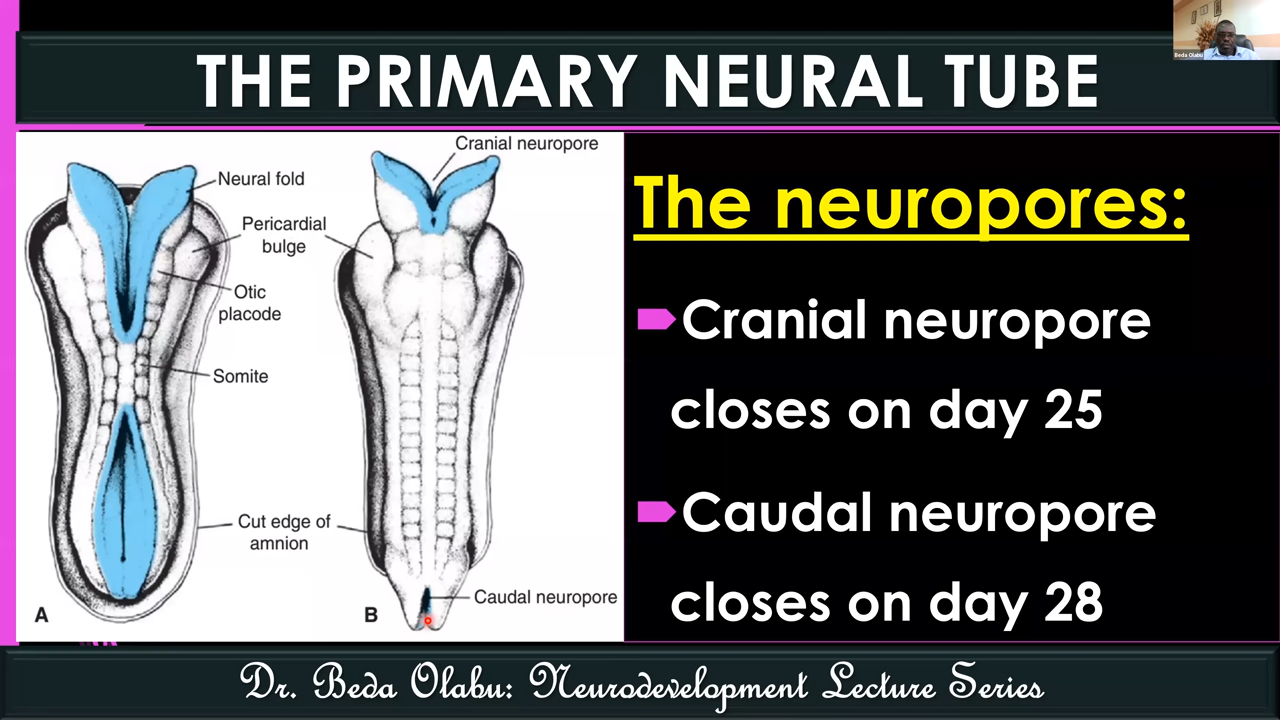 Beda Olabu
THE PRIMARY NEURAL TUBE
Cranial neuropore
Neural fold
Pericardial
bulge
Otic
placode
Somite
Cut edge of
amnion
Caudal neuropore
A
B
The neuropores:
Cranial neuropore
closes on day 25
Caudal neuropore
closes on day 28
Dr. Beda Olabu: Neurodevelopment Lecture Series